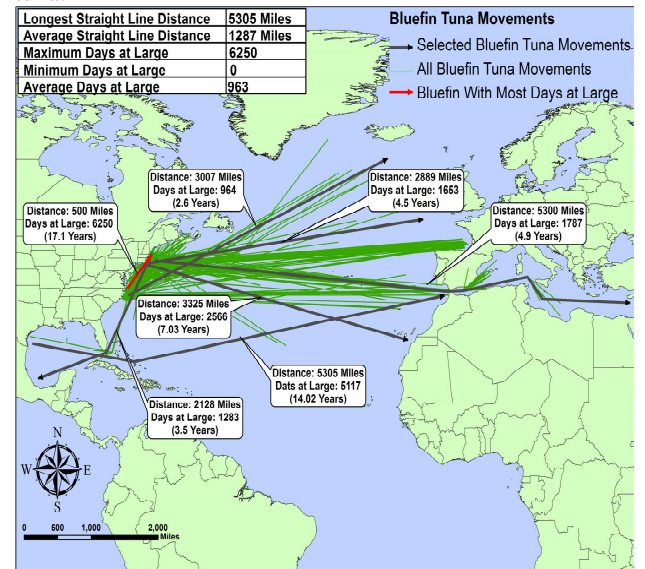 Longest Straight Line Distance 5305 Miles
Average Straight Line Distance 1287 Miles
Maximum Days at Large 6250
Minimum Days at Large 0
Average Days at Large 963
Bluefin Tuna Movements
Selected Bluefin Tuna Movements
All Bluefin Tuna Movements
Bluefin With Most Days at Large
Distance: 3007 Miles
Days at Large: 964
(2.6 Years)
Distance: 2889 Miles
Days at Large: 1653
(4.5 Years)
Distance: 500 Miles
Days at Large: 6250
(17.1 Years)
Distance: 5300 Miles
Days at Large: 1787
(4.9 Years)
Distance: 3325 Miles
Days at Large: 2566
(7.03 Years)
Distance: 5305 Miles
Dats at Large: 5117
(14.02 Years)
Distance: 2128 Miles
Days at Large: 1283
(3.5 Years)
N
W E
S
0 500 1,000 2,000
Miles